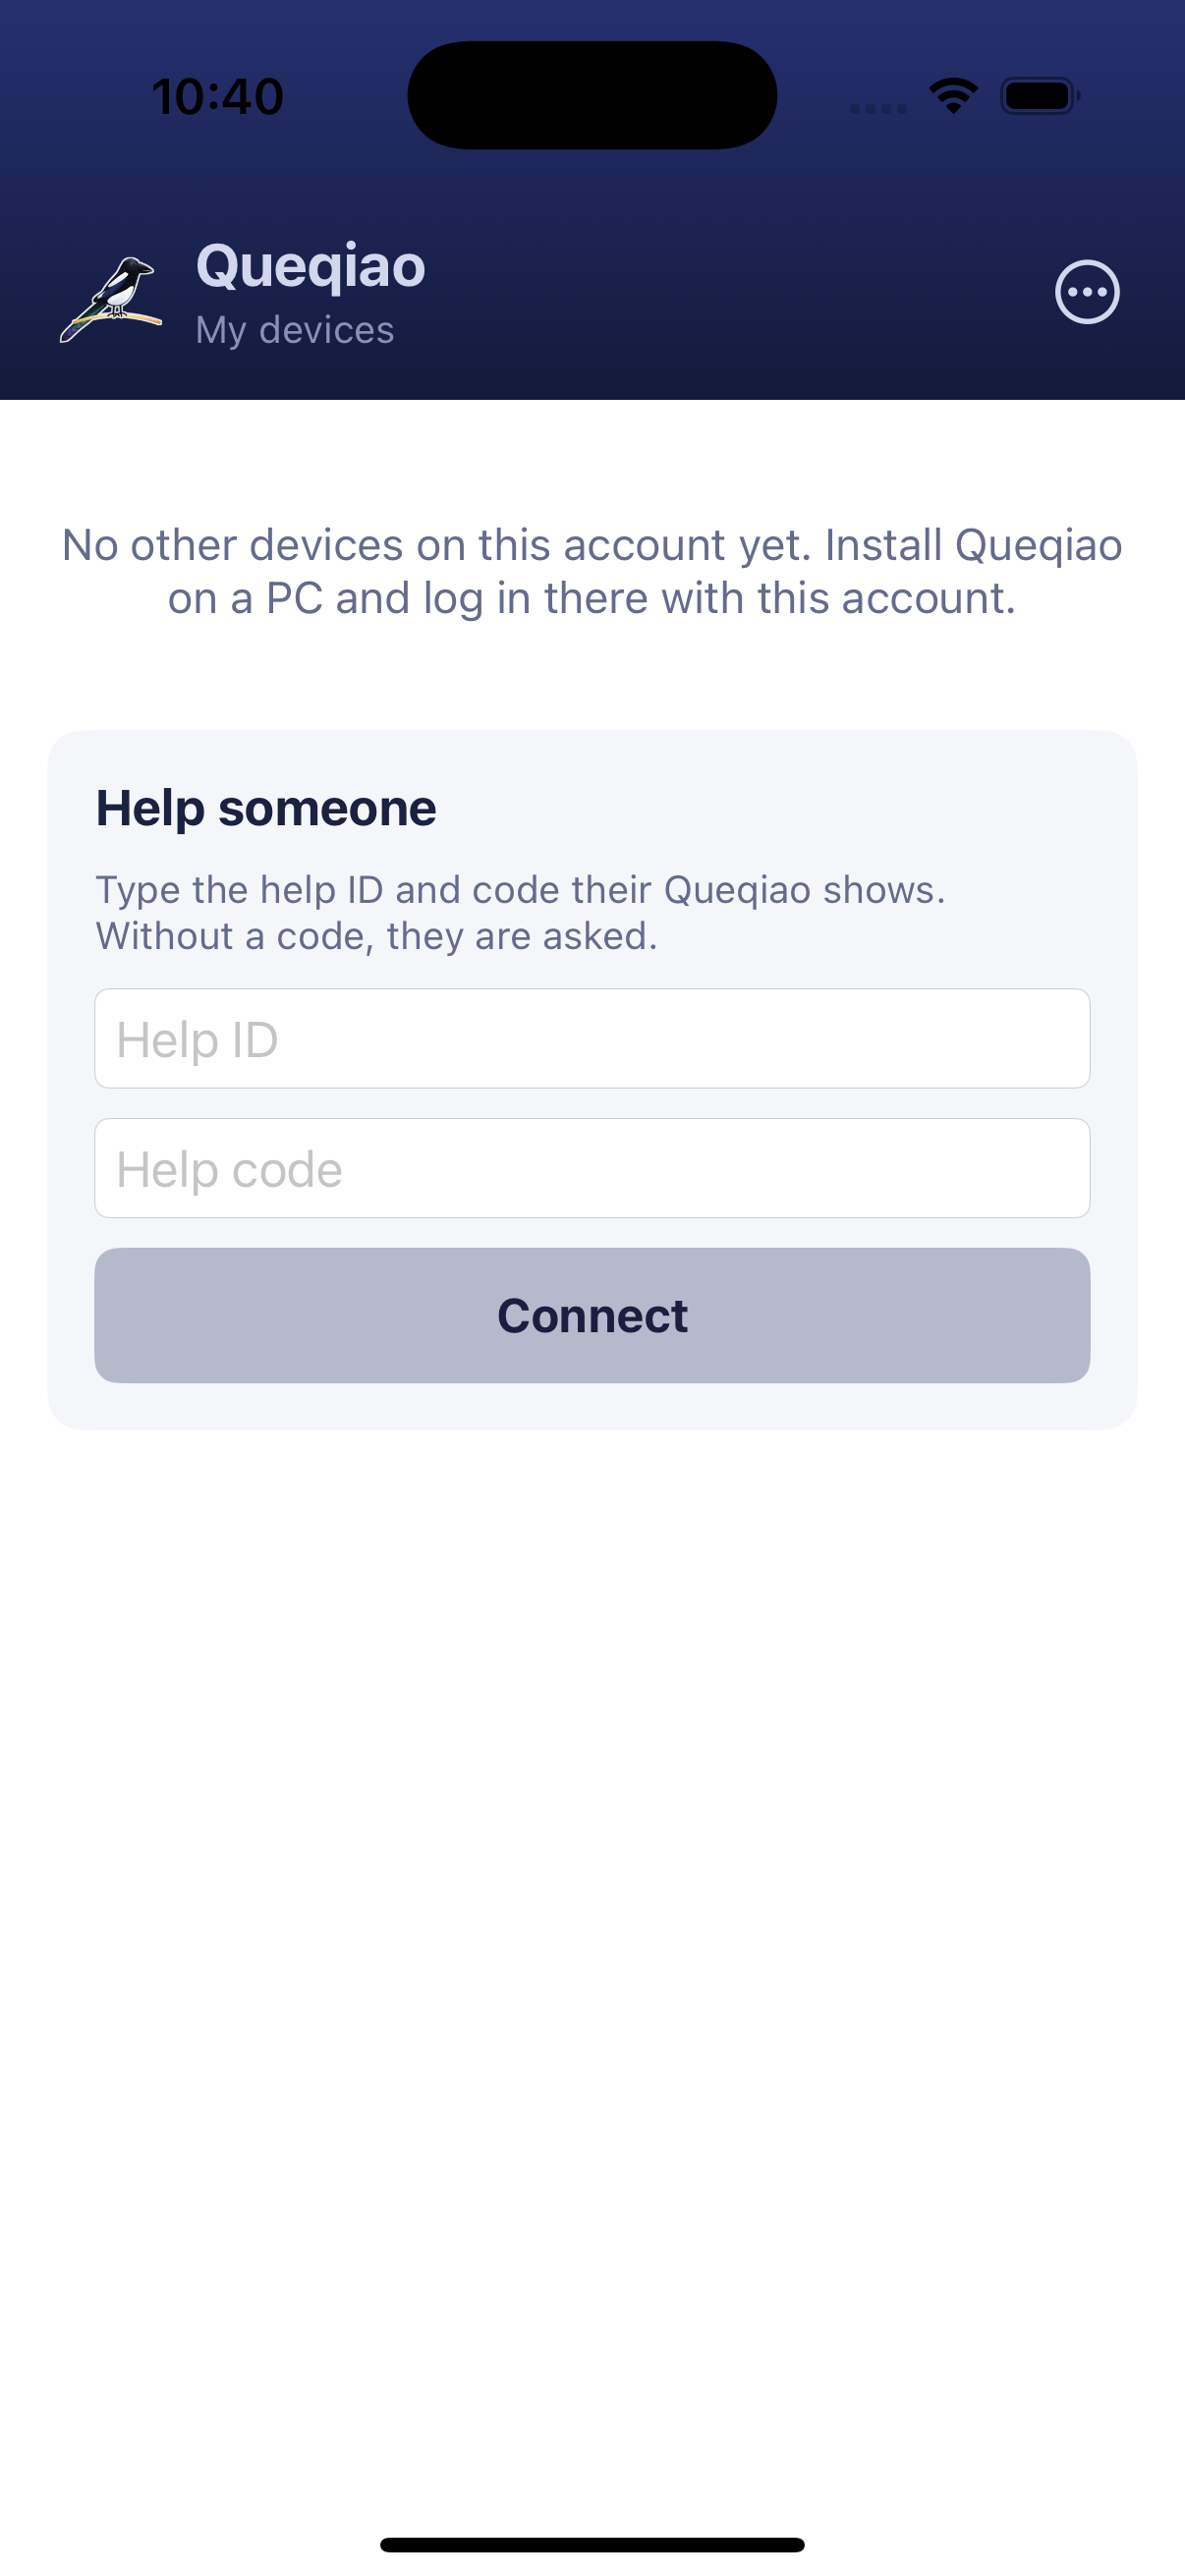 10:40
Queqiao
My devices
No other devices on this account yet. Install Queqiao
on a PC and log in there with this account.
Help someone
Type the help ID and code their Queqiao shows.
Without a code, they are asked.
Help ID
Help code
Connect